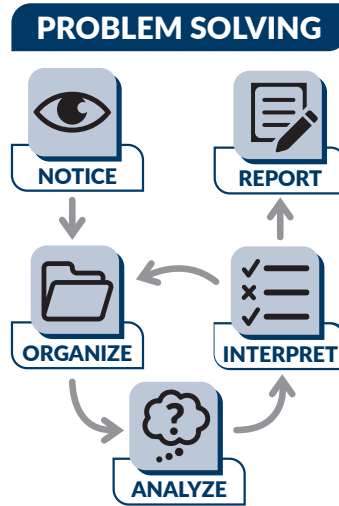 PROBLEM SOLVING
NOTICE
REPORT
ORGANIZE
INTERPRET
?
ANALYZE